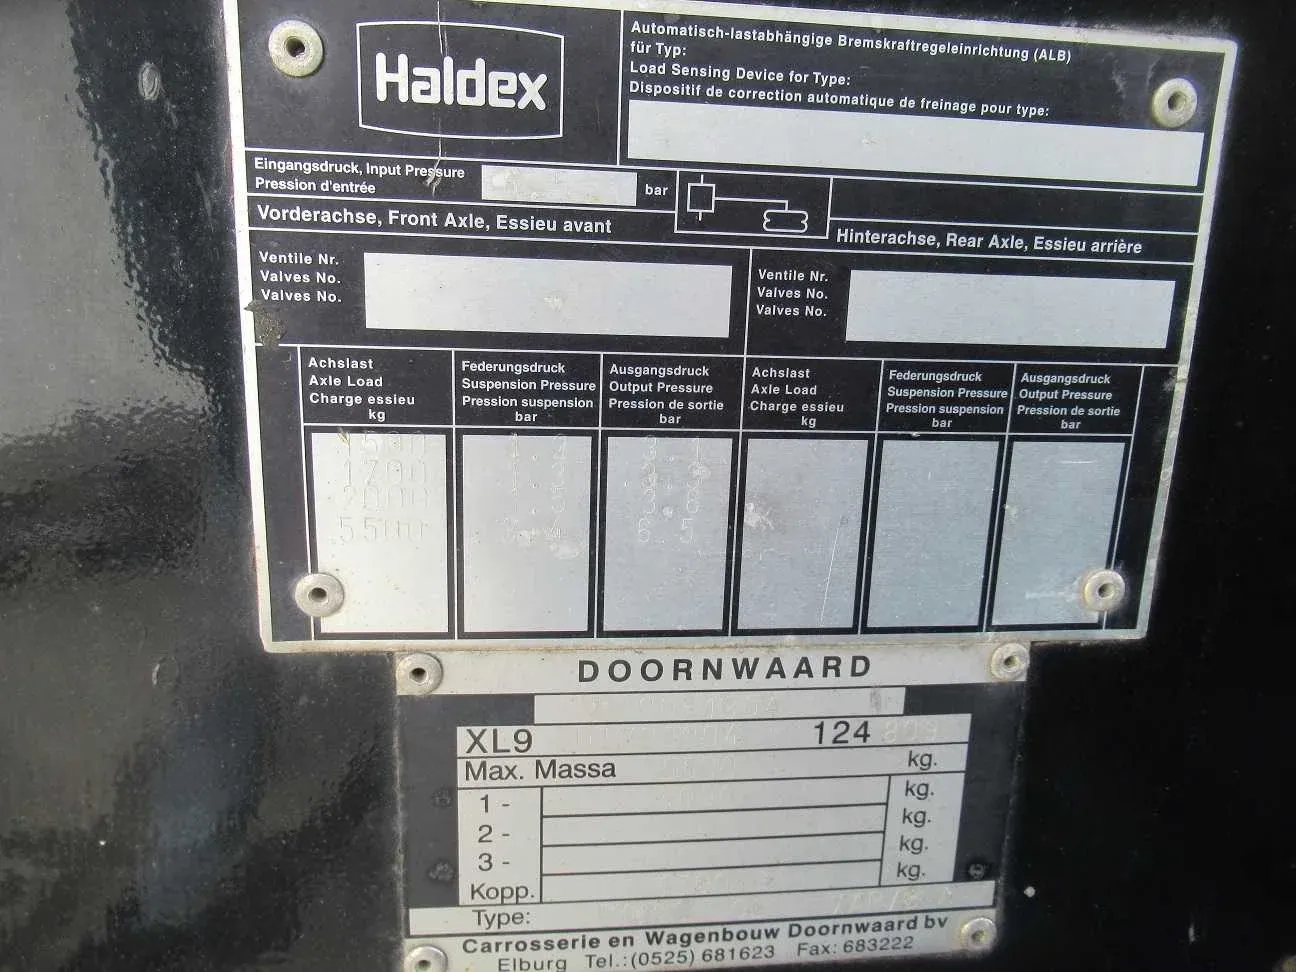 Haldex
Automatisch-lastabhängige Bremskraftregeleinrichtung (ALB)
für Typ:
Load Sensing Device for Type:
Dispositif de correction automatique de freinage pour type:
Eingangsdruck, Input Pressure
Pression d'entrée
bar
Vorderachse, Front Axle, Essieu avant
Hinterachse, Rear Axle, Essieu arrière
Ventile Nr.
Valves No.
Valves No.
Ventile Nr.
Valves No.
Valves No.
Achslast
Axle Load
Charge essieu
kg
Federungsdruck
Suspension Pressure
Pression suspension
bar
Ausgangsdruck
Output Pressure
Pression de sortie
bar
Achslast
Axle Load
Charge essieu
kg
Federungsdruck
Suspension Pressure
Pression suspension
bar
Ausgangsdruck
Output Pressure
Pression de sortie
bar
1500
1700
2000
5500
DOORNWAARD
XL9 124
Max. Massa kg.
1 - kg.
2 - kg.
3 - kg.
Kopp. kg.
Type:
Carrosserie en Wagenbouw Doornwaard bv
Elburg Tel.:(0525) 681623 Fax: 683222